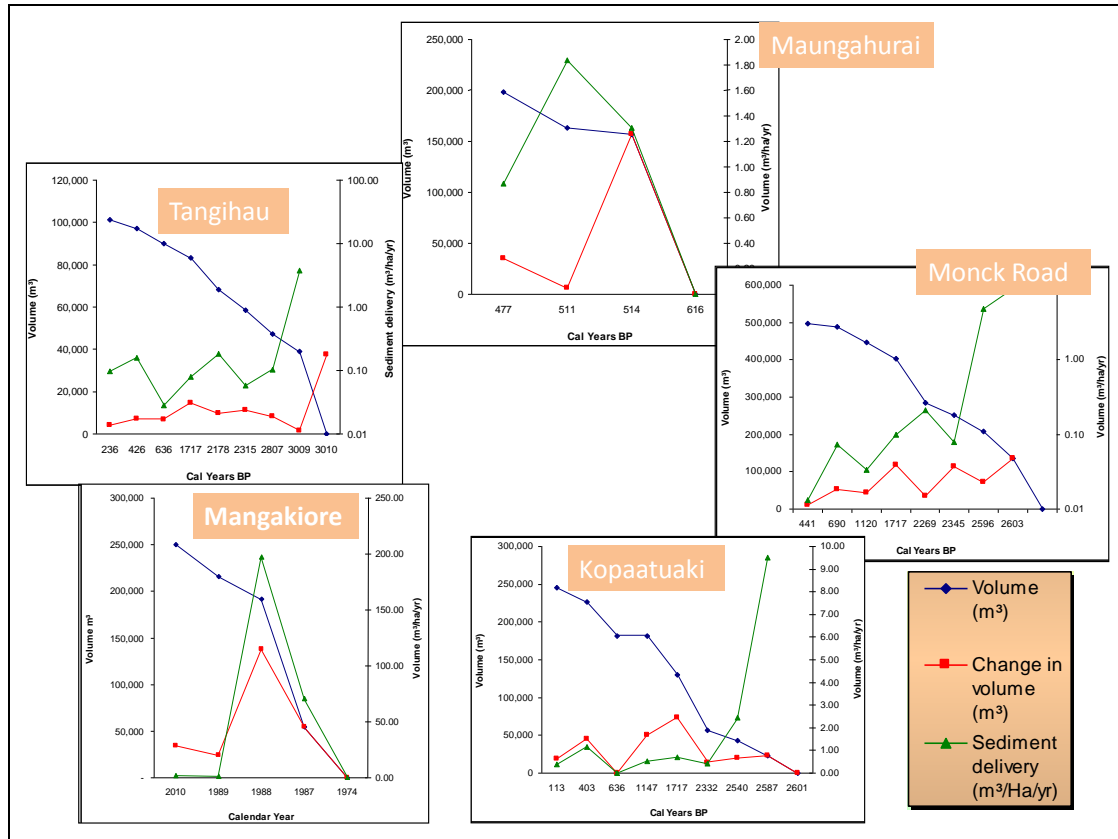 Maungahurai
250,000
200,000
150,000
100,000
50,000
0
Volume (m³)
2.00
1.80
1.60
1.40
1.20
1.00
0.80
0.60
0.40
Volume (m³/ha/yr)
477 511 514 616
Cal Years BP
Tangihau
120,000
100,000
80,000
60,000
40,000
20,000
0
Volume (m³)
100.00
10.00
1.00
0.10
0.01
Sediment delivery (m³/ha/yr)
236 426 636 1717 2178 2315 2807 3009 3010
Cal Years BP
Monck Road
600,000
500,000
400,000
300,000
200,000
100,000
0
Volume (m³)
1.00
0.10
0.01
Volume (m³/ha/yr)
441 690 1120 1717 2269 2345 2596 2603
Cal Years BP
Mangakiore
300,000
250,000
200,000
150,000
100,000
50,000
-
Volume m³
250.00
200.00
150.00
100.00
50.00
0.00
Volume (m³/ha/yr)
2010 1989 1988 1987 1974
Calendar Year
Kopaatuaki
300,000
250,000
200,000
150,000
100,000
50,000
0
Volume (m³)
10.00
9.00
8.00
7.00
6.00
5.00
4.00
3.00
2.00
1.00
0.00
Volume (m³/ha/yr)
113 403 636 1147 1717 2332 2540 2587 2601
Cal Years BP
Volume
(m³)
Change in
volume
(m³)
Sediment
delivery
(m³/Ha/yr)